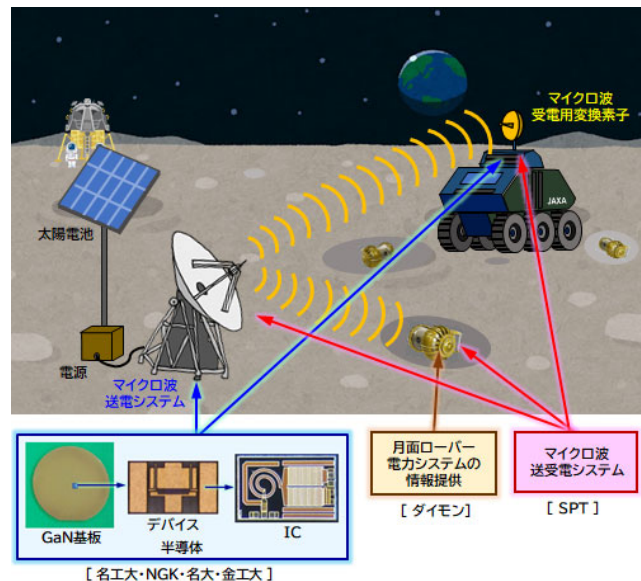 マイクロ波
受電用変換素子
JAXA
太陽電池
電源
マイクロ波
送電システム
GaN基板
デバイス
半導体
IC
[ 名工大・NGK・名大・金工大 ]
月面ローバー
電力システムの
情報提供
[ ダイモン ]
マイクロ波
送受電システム
[ SPT ]